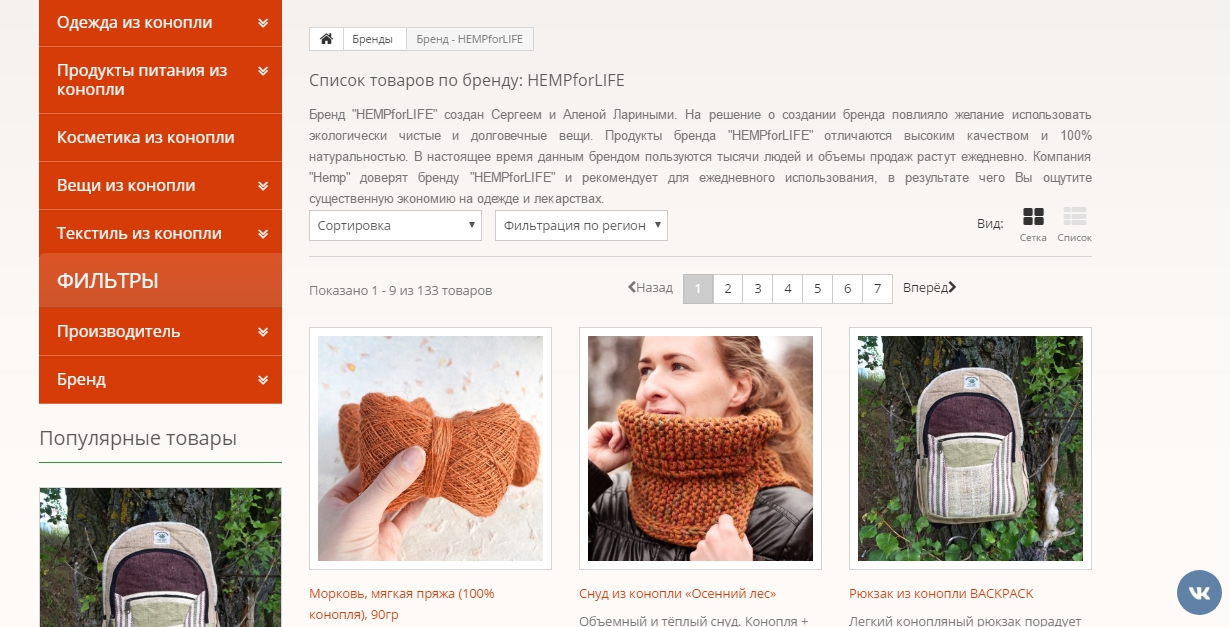 Одежда из конопли
Продукты питания из
конопли
Косметика из конопли
Вещи из конопли
Текстиль из конопли
ФИЛЬТРЫ
Производитель
Бренд
Популярные товары
Бренды
Бренд - HEMPforLIFE
Список товаров по бренду: HEMPforLIFE
Бренд "HEMPforLIFE" создан Сергеем и Аленой Лариными. На решение о создании бренда повлияло желание использовать
экологически чистые и долговечные вещи. Продукты бренда "HEMPforLIFE" отличаются высоким качеством и 100%
натуральностью. В настоящее время данным брендом пользуются тысячи людей и объемы продаж растут ежедневно. Компания
"Hemp" доверят бренду "HEMPforLIFE" и рекомендует для ежедневного использования, в результате чего Вы ощутите
существенную экономию на одежде и лекарствах.
Сортировка
Фильтрация по регион
Вид:
Сетка
Список
Показано 1 - 9 из 133 товаров
Назад
1 2 3 4 5 6 7
Вперёд
Морковь, мягкая пряжа (100%
конопля), 90гр
Снуд из конопли «Осенний лес»
Объемный и тёплый снуд. Конопля +
Рюкзак из конопли BACKPACK
Легкий конопляный рюкзак порадует